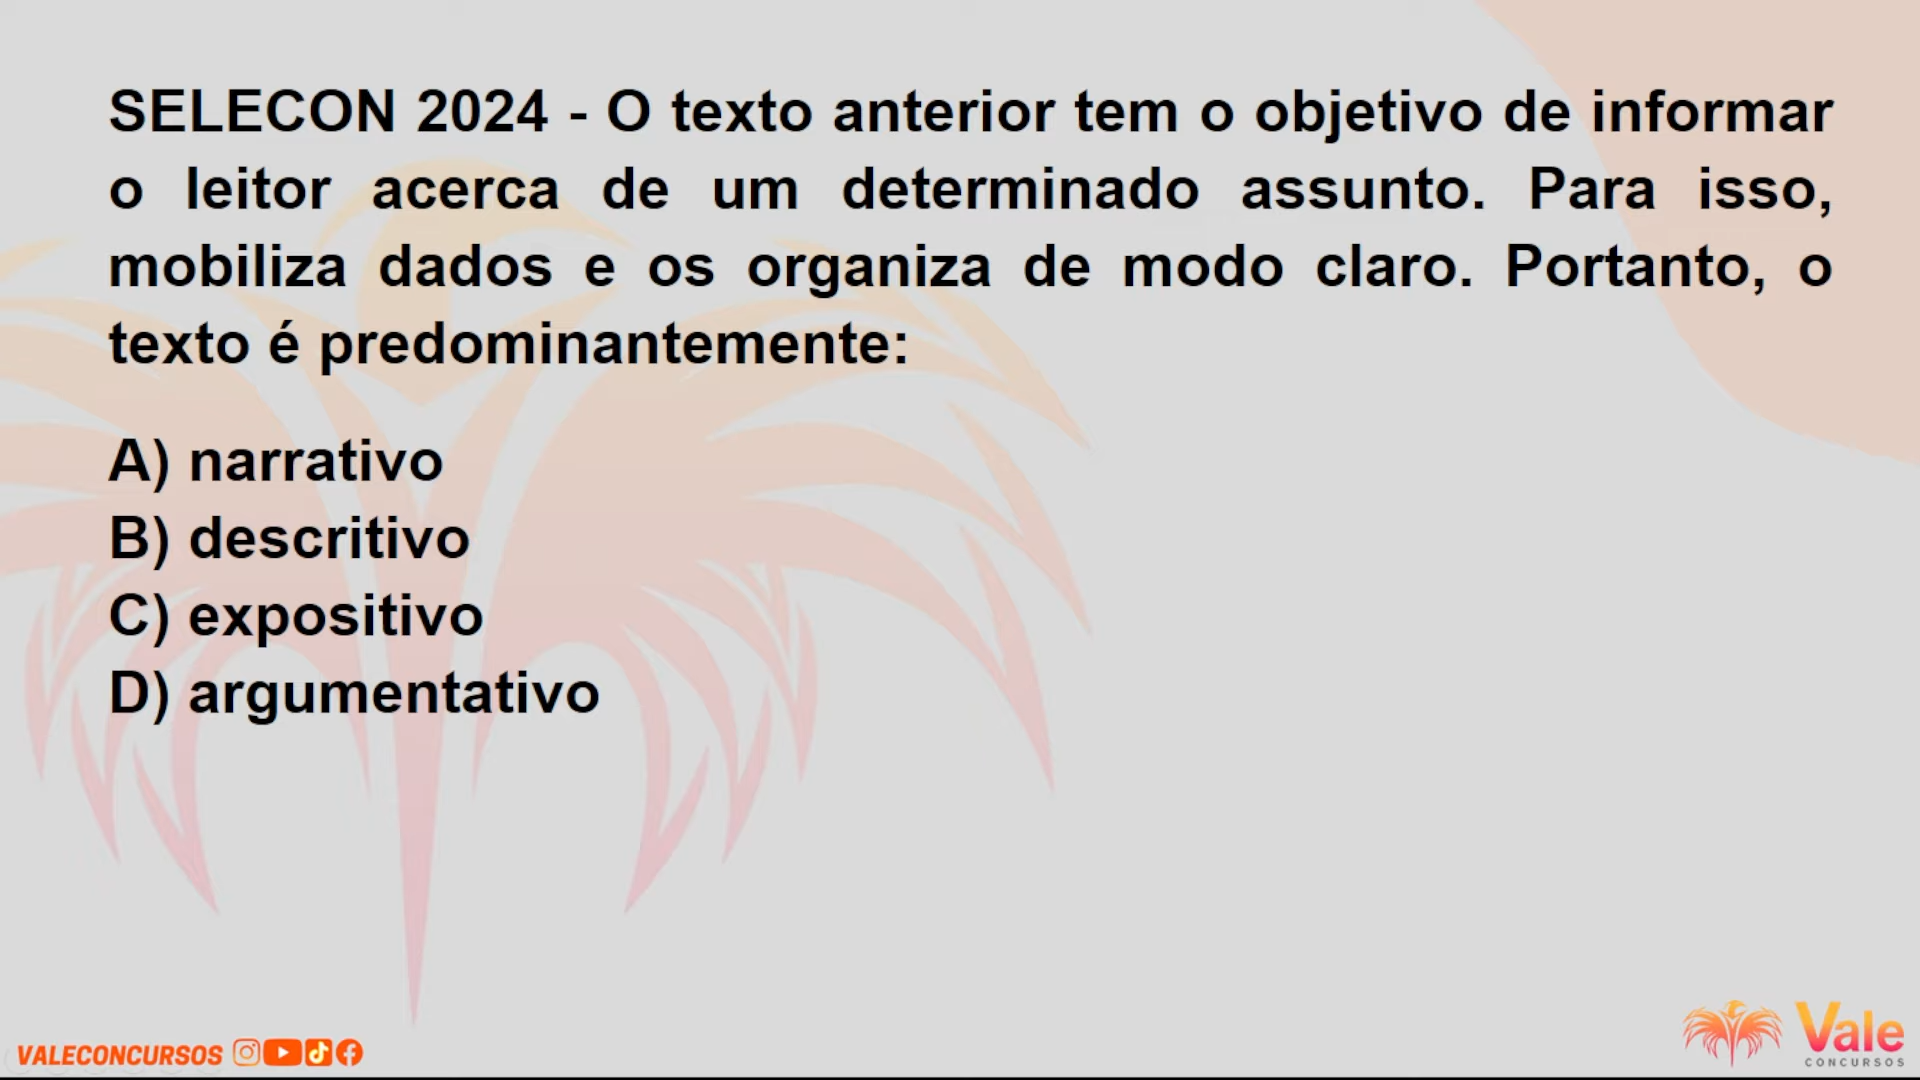 SELECON 2024 - O texto anterior tem o objetivo de informar
o leitor acerca de um determinado assunto. Para isso,
mobiliza dados e os organiza de modo claro. Portanto, o
texto é predominantemente:
A) narrativo
B) descritivo
C) expositivo
D) argumentativo
VALECONCURSOS
Vale
CONCURSOS